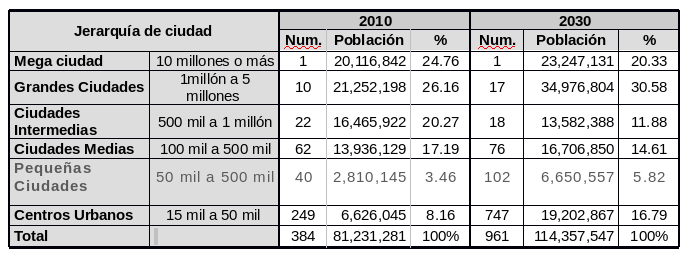 Jerarquía de ciudad 2010 2030
Num. Población % Num. Población %
Mega ciudad 10 millones o más 1 20,116,842 24.76 1 23,247,131 20.33
Grandes Ciudades 1millón a 5 millones 10 21,252,198 26.16 17 34,976,804 30.58
Ciudades Intermedias 500 mil a 1 millón 22 16,465,922 20.27 18 13,582,388 11.88
Ciudades Medias 100 mil a 500 mil 62 13,936,129 17.19 76 16,706,850 14.61
Pequeñas Ciudades 50 mil a 500 mil 40 2,810,145 3.46 102 6,650,557 5.82
Centros Urbanos 15 mil a 50 mil 249 6,626,045 8.16 747 19,202,867 16.79
Total 384 81,231,281 100% 961 114,357,547 100%